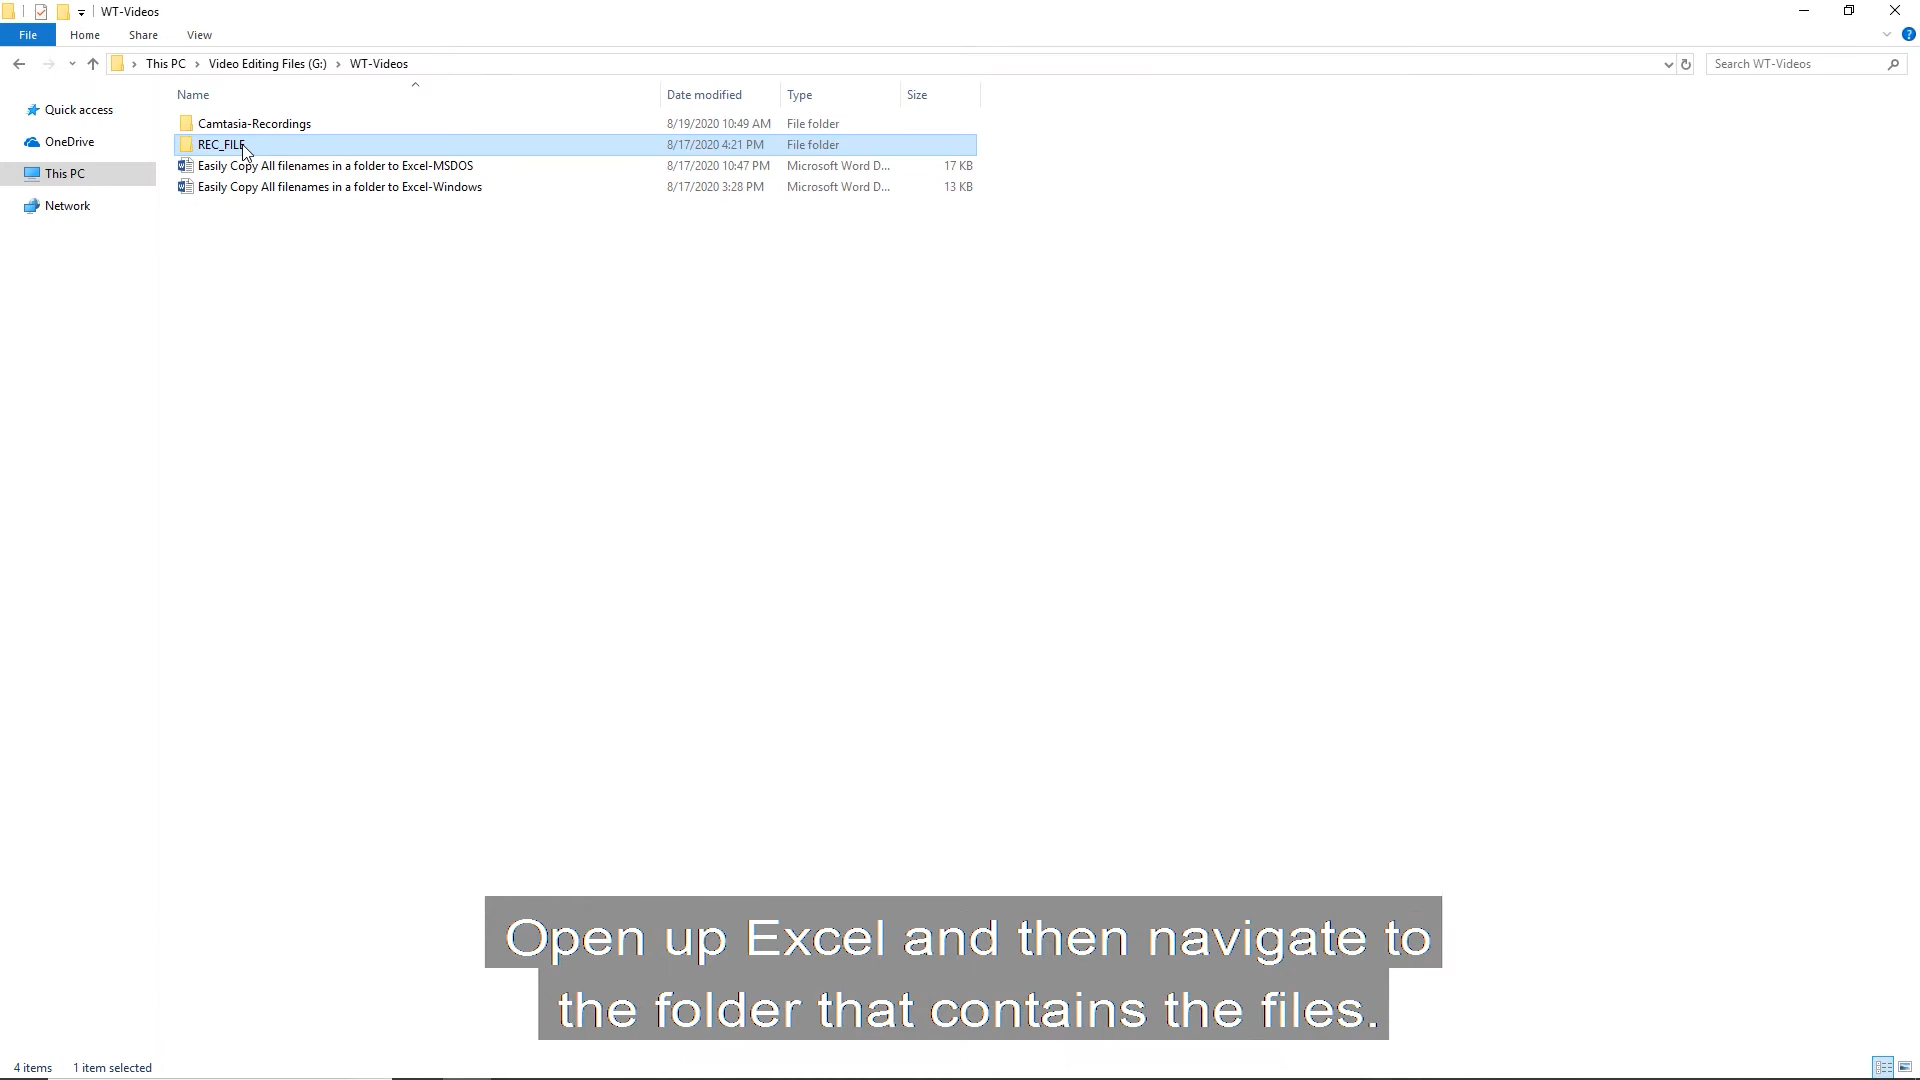 WT-Videos
File Home Share View
This PC Video Editing Files (G:) WT-Videos Search WT-Videos
Name Date modified Type Size
Quick access
OneDrive
This PC
Network
Camtasia-Recordings 8/19/2020 10:49 AM File folder
REC_FILE 8/17/2020 4:21 PM File folder
Easily Copy All filenames in a folder to Excel-MSDOS 8/17/2020 10:47 PM Microsoft Word D... 17 KB
Easily Copy All filenames in a folder to Excel-Windows 8/17/2020 3:28 PM Microsoft Word D... 13 KB
Open up Excel and then navigate to
the folder that contains the files.
4 items 1 item selected